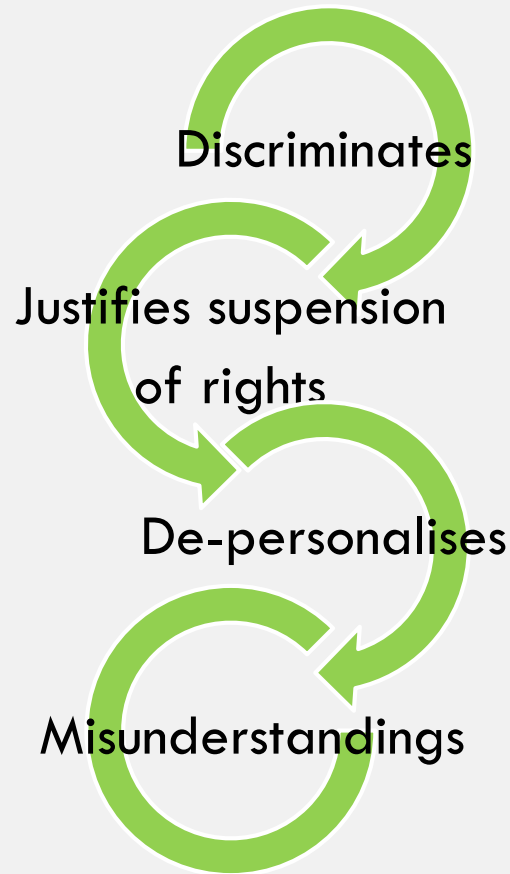 Discriminates
Justifies suspension
of rights
De-personalises
Misunderstandings